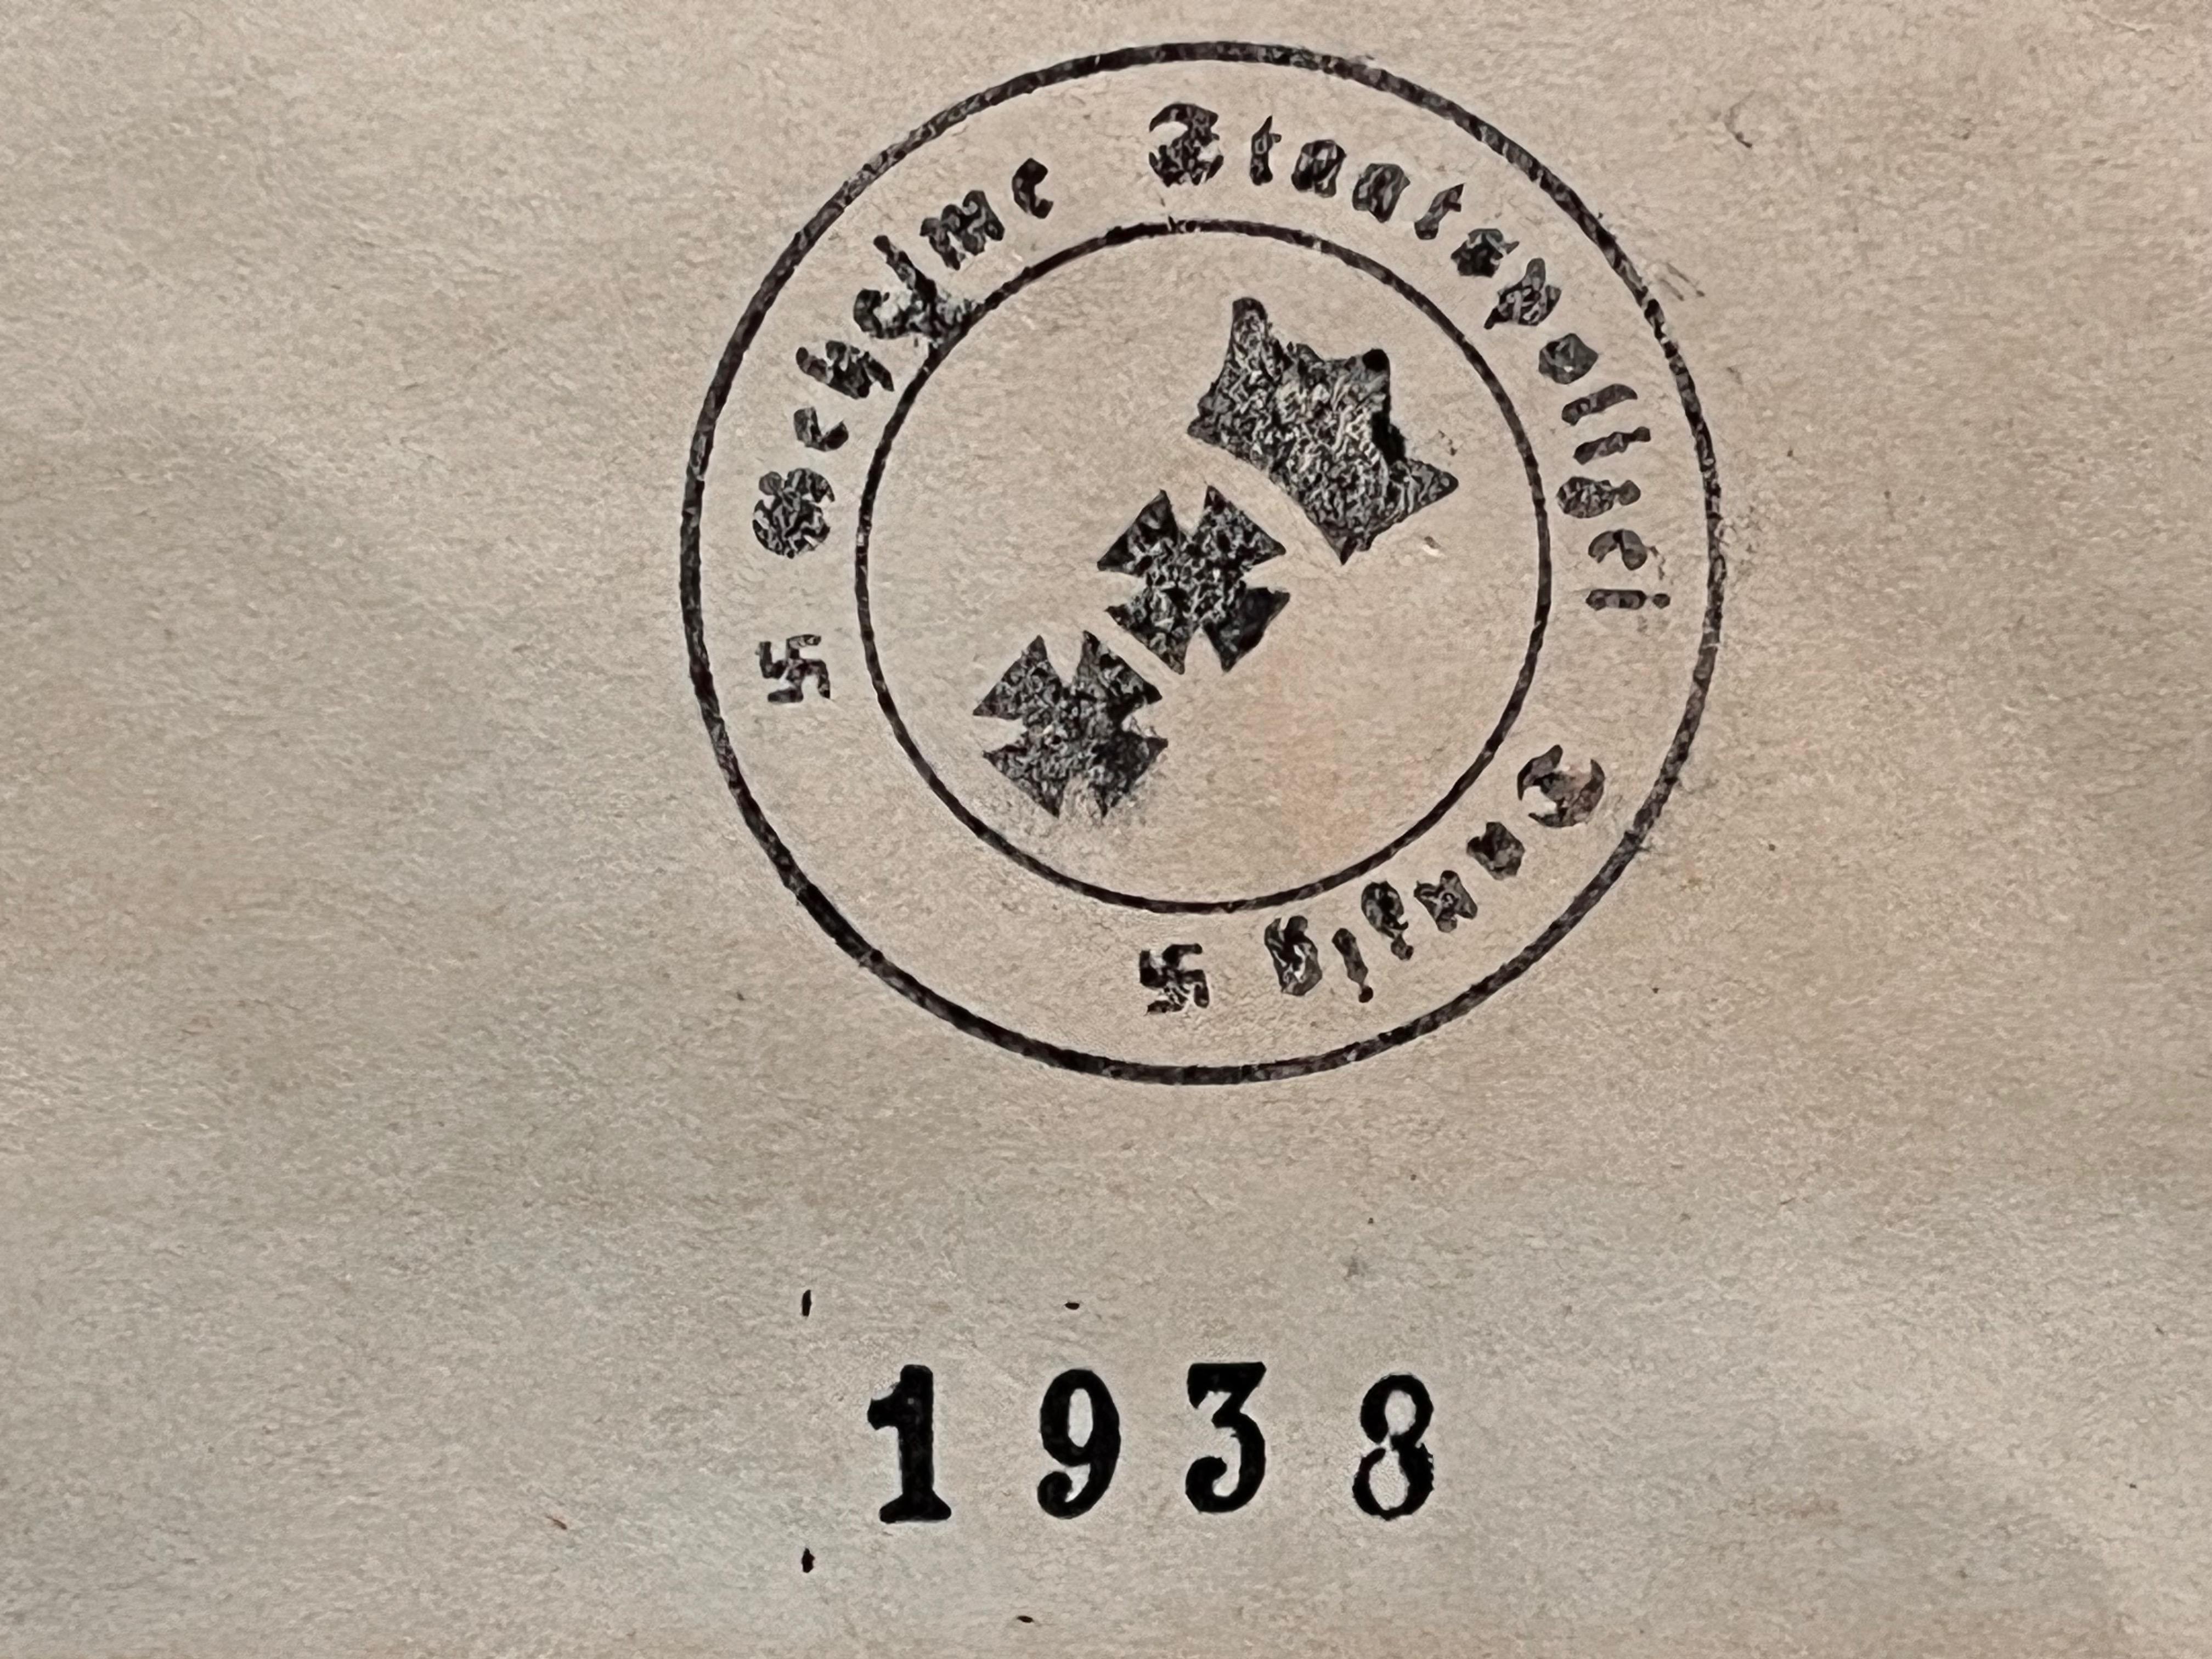 Geheime Staatspolizei
Danzig
1938